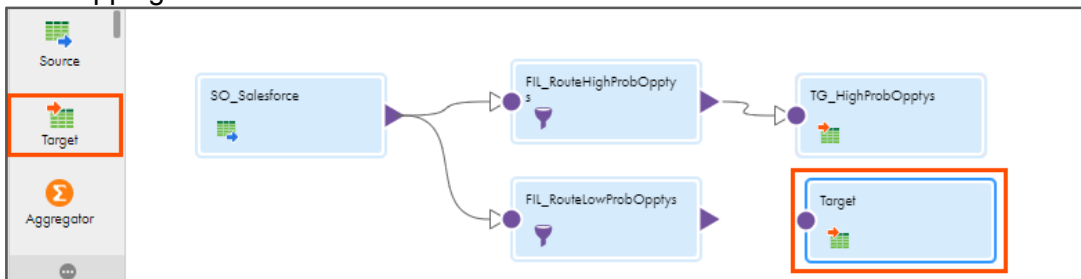 Source
Target
Aggregator
SO_Salesforce
FIL_RouteHighProbOppty
s
TG_HighProbOpptys
FIL_RouteLowProbOpptys
Target